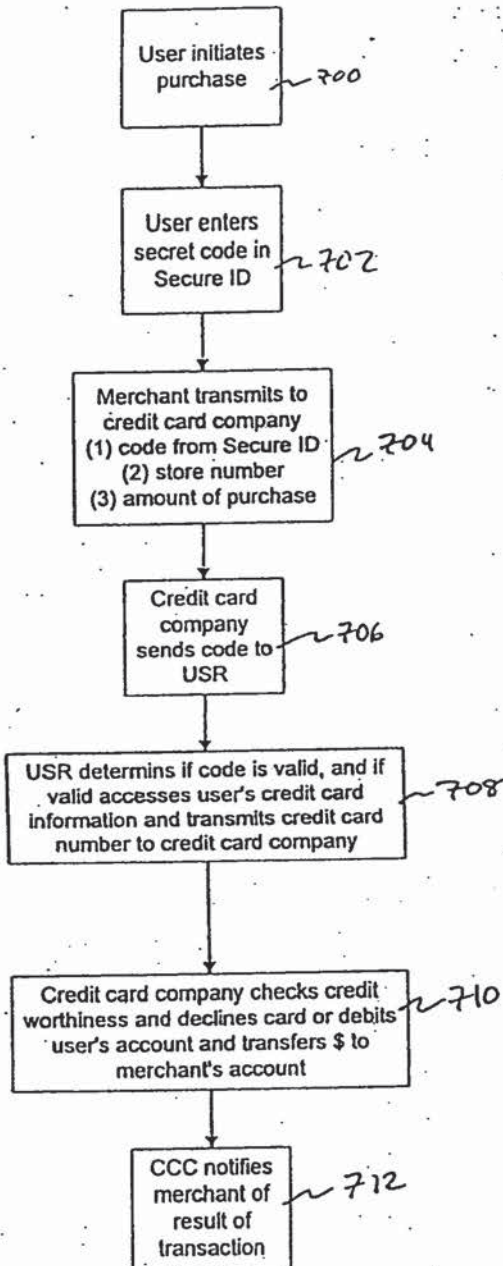 User initiates
purchase
700
User enters
secret code in
Secure ID
702
Merchant transmits to
credit card company
(1) code from Secure ID
(2) store number
(3) amount of purchase
704
Credit card
company
sends code to
USR
706
USR determins if code is valid, and if
valid accesses user's credit card
information and transmits credit card
number to credit card company
708
Credit card company checks credit
worthiness and declines card or debits
user's account and transfers $ to
merchant's account
710
CCC notifies
merchant of
result of
transaction
712